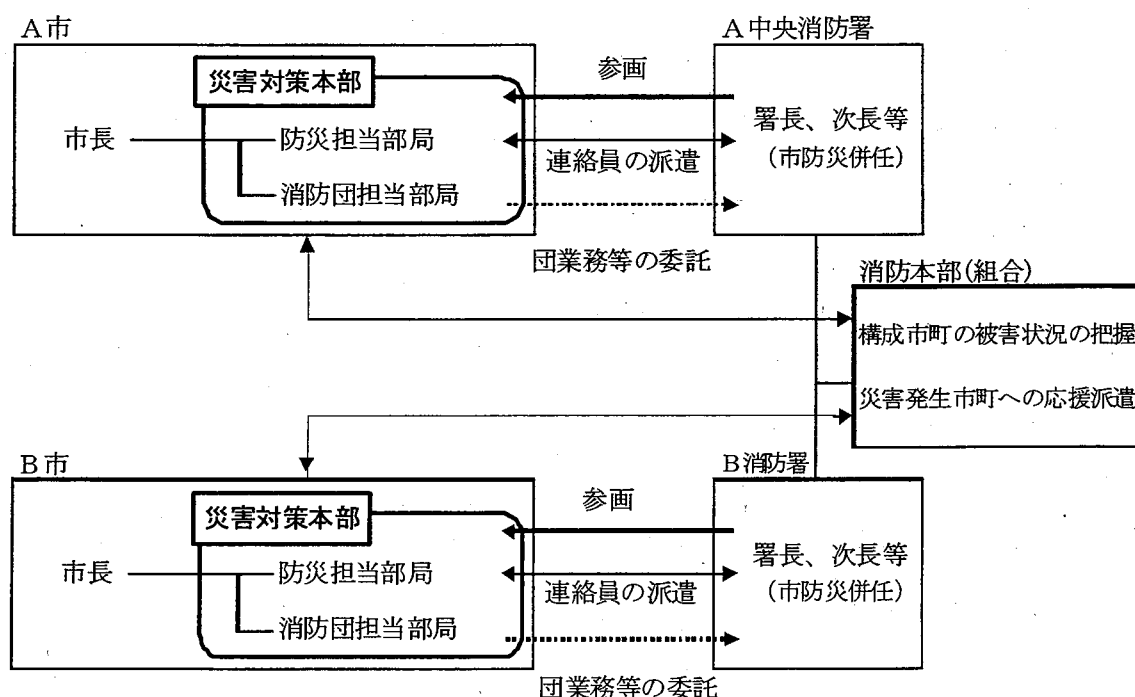 A市
A中央消防署
災害対策本部
参画
市長
防災担当部局
署長、次長等
連絡員の派遣
(市防災併任)
消防団担当部局
団業務等の委託
消防本部(組合)
構成市町の被害状況の把握
災害発生市町への応援派遣
B市
B消防署
災害対策本部
参画
市長
防災担当部局
署長、次長等
連絡員の派遣
(市防災併任)
消防団担当部局
団業務等の委託